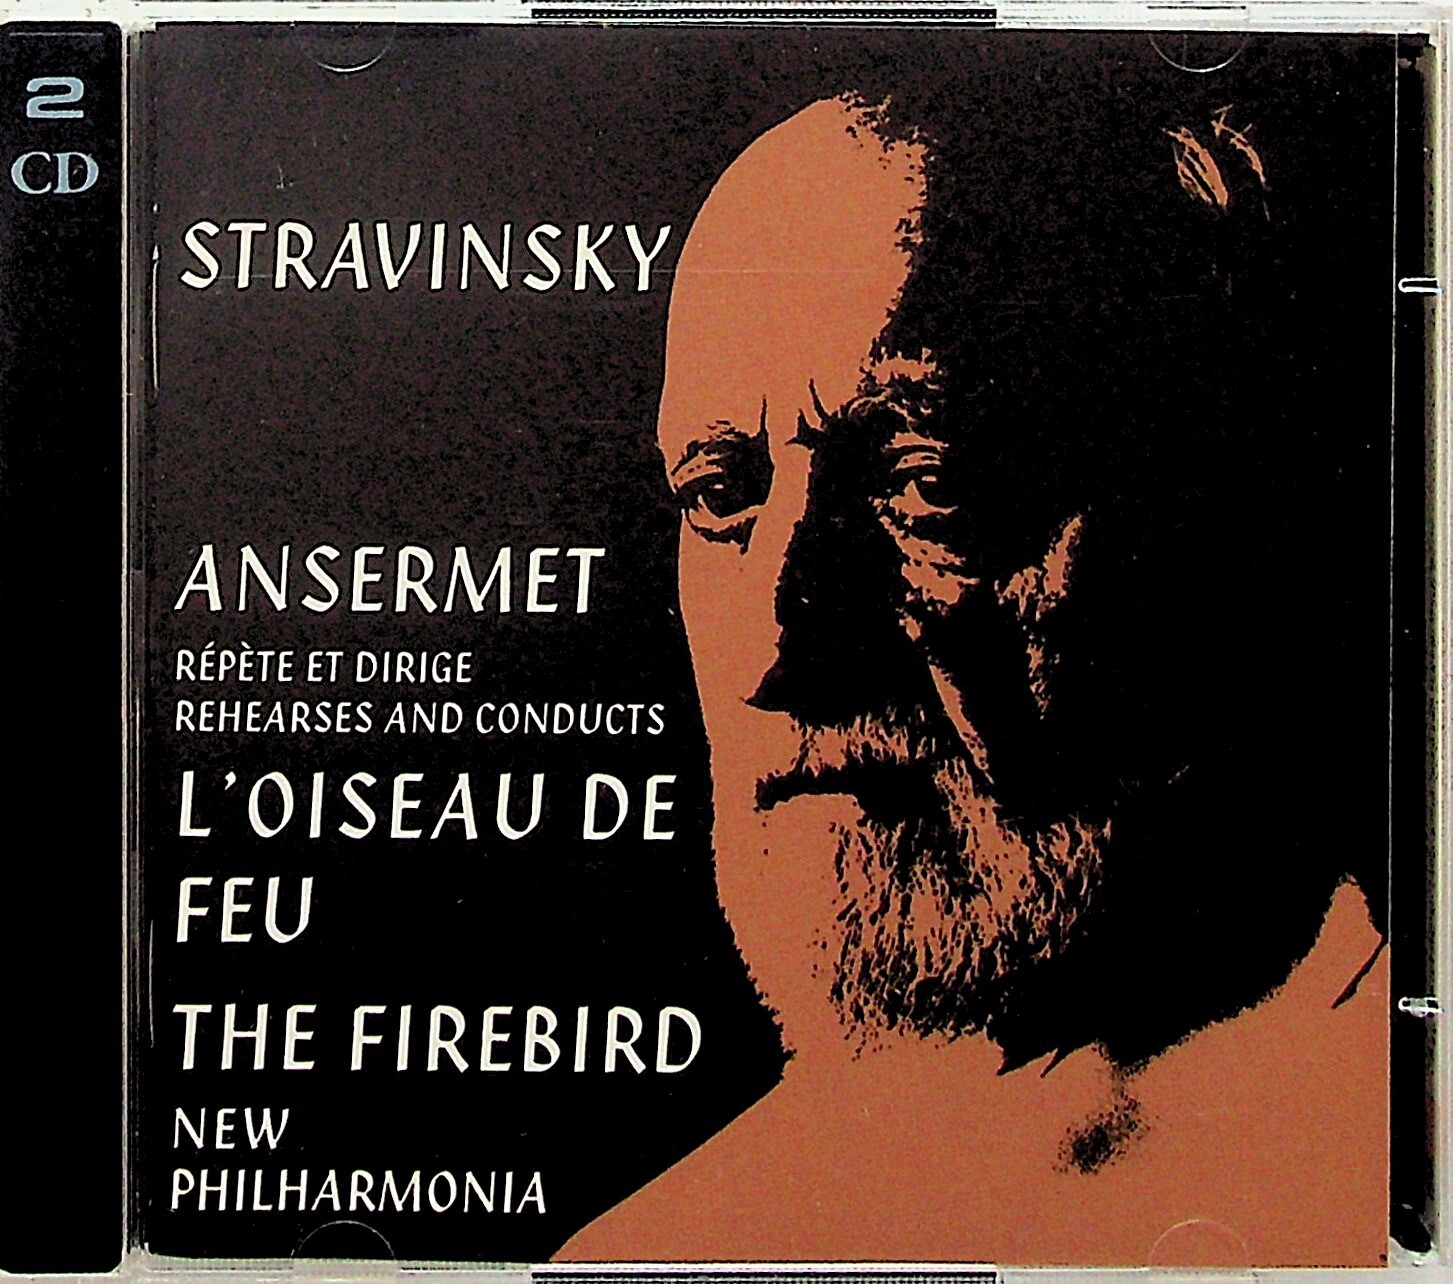 2
CD
STRAVINSKY
ANSERMET
RÉPÈTE ET DIRIGE
REHEARSES AND CONDUCTS
L'OISEAU DE
FEU
THE FIREBIRD
NEW
PHILHARMONIA